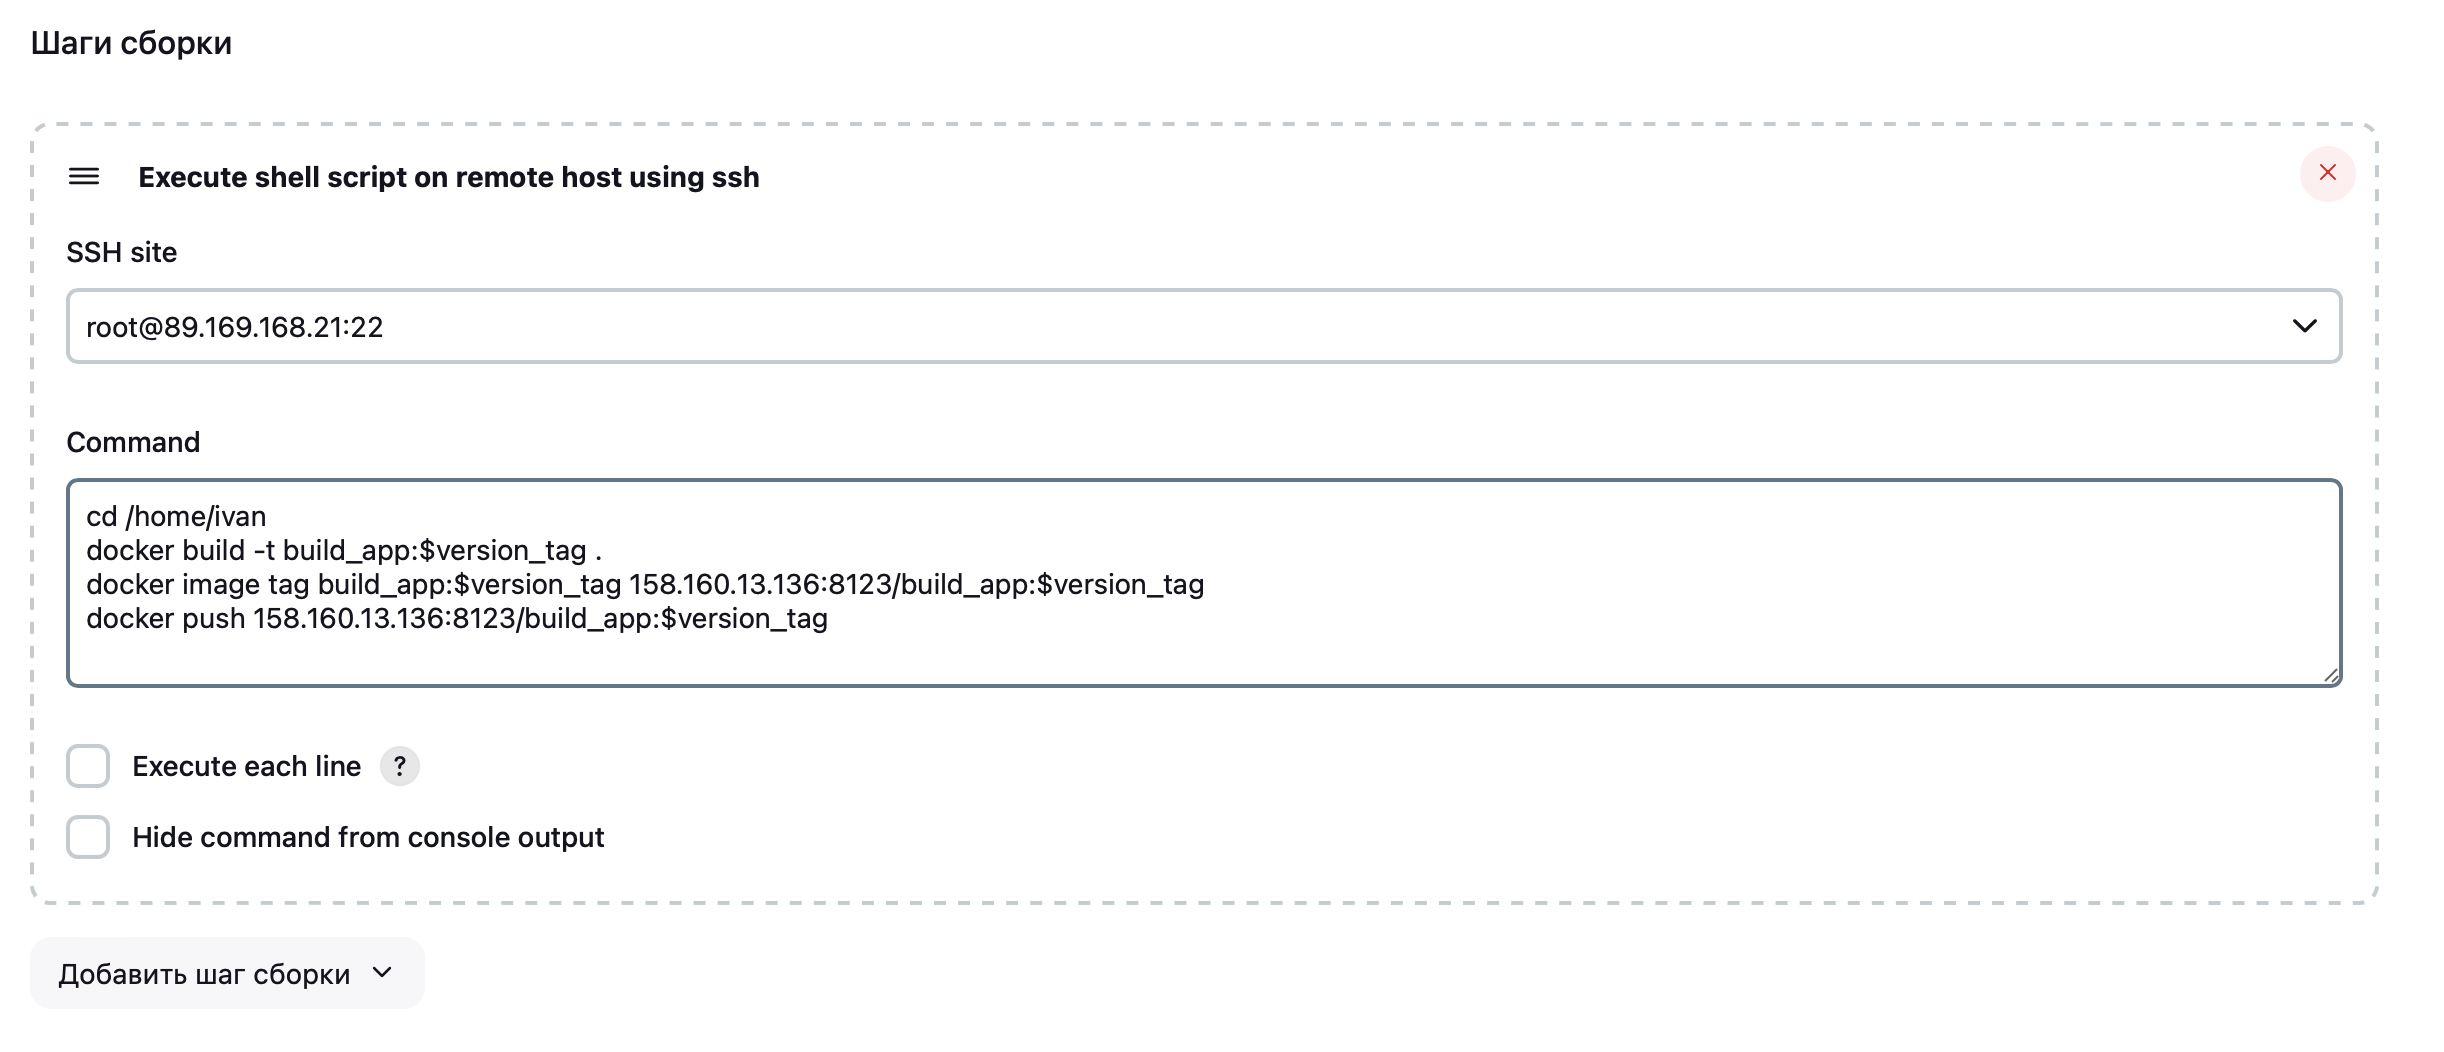 Шаги сборки
Execute shell script on remote host using ssh
SSH site
root@89.169.168.21:22
Command
cd /home/ivan
docker build -t build_app:$version_tag .
docker image tag build_app:$version_tag 158.160.13.136:8123/build_app:$version_tag
docker push 158.160.13.136:8123/build_app:$version_tag
Execute each line ?
Hide command from console output
Добавить шаг сборки